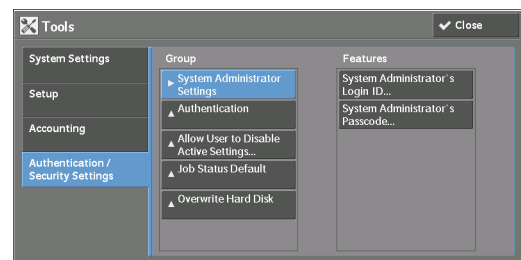 Tools
Close
System Settings
Setup
Accounting
Authentication /
Security Settings
Group
System Administrator
Settings
Authentication
Allow User to Disable
Active Settings...
Job Status Default
Overwrite Hard Disk
Features
System Administrator's
Login ID...
System Administrator's
Passcode...